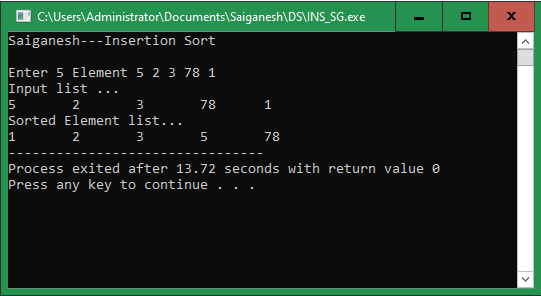 C:\Users\Administrator\Documents\Saiganesh\DS\INS_SG.exe
Saiganesh---Insertion Sort
Enter 5 Element 5 2 3 78 1
Input list ...
5 2 3 78 1
Sorted Element list...
1 2 3 5 78
--------------------------------
Process exited after 13.72 seconds with return value 0
Press any key to continue . . .